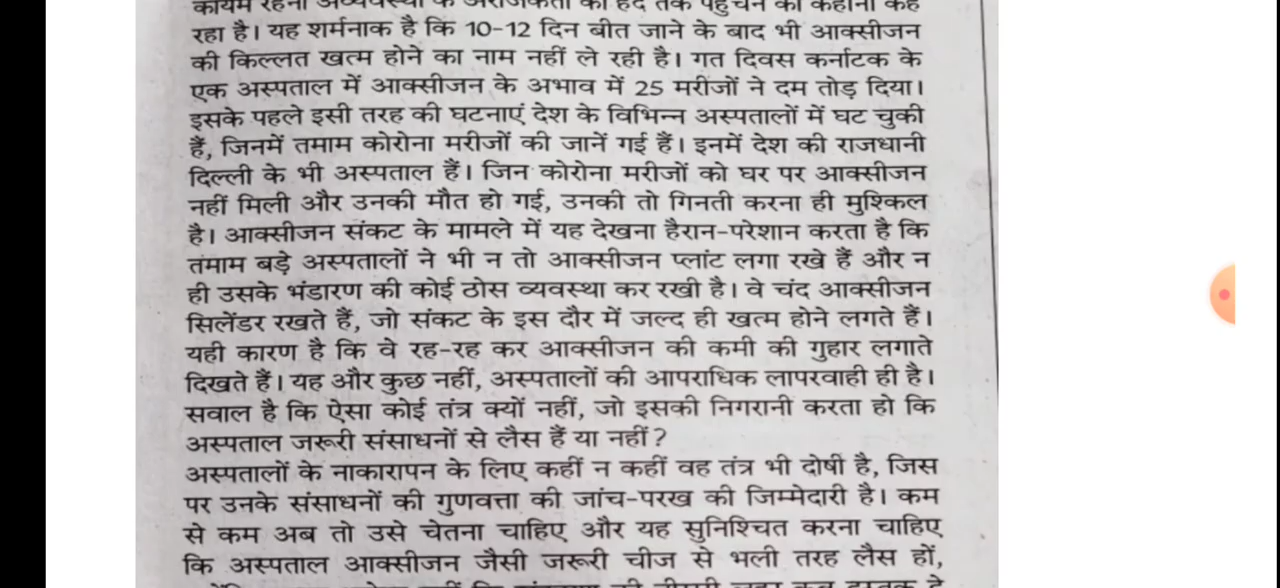 कायम रहना अव्यवस्था के अराजकता की हद तक पहुंचने की कहानी कह
रहा है। यह शर्मनाक है कि 10-12 दिन बीत जाने के बाद भी आक्सीजन
की किल्लत खत्म होने का नाम नहीं ले रही है। गत दिवस कर्नाटक के
एक अस्पताल में आक्सीजन के अभाव में 25 मरीजों ने दम तोड़ दिया।
इसके पहले इसी तरह की घटनाएं देश के विभिन्न अस्पतालों में घट चुकी
हैं, जिनमें तमाम कोरोना मरीजों की जानें गई हैं। इनमें देश की राजधानी
दिल्ली के भी अस्पताल हैं। जिन कोरोना मरीजों को घर पर आक्सीजन
नहीं मिली और उनकी मौत हो गई, उनकी तो गिनती करना ही मुश्किल
है। आक्सीजन संकट के मामले में यह देखना हैरान-परेशान करता है कि
तमाम बड़े अस्पतालों ने भी न तो आक्सीजन प्लांट लगा रखे हैं और न
ही उसके भंडारण की कोई ठोस व्यवस्था कर रखी है। वे चंद आक्सीजन
सिलेंडर रखते हैं, जो संकट के इस दौर में जल्द ही खत्म होने लगते हैं।
यही कारण है कि वे रह-रह कर आक्सीजन की कमी की गुहार लगाते
दिखते हैं। यह और कुछ नहीं, अस्पतालों की आपराधिक लापरवाही ही है।
सवाल है कि ऐसा कोई तंत्र क्यों नहीं, जो इसकी निगरानी करता हो कि
अस्पताल जरूरी संसाधनों से लैस हैं या नहीं?
अस्पतालों के नाकारापन के लिए कहीं न कहीं वह तंत्र भी दोषी है, जिस
पर उनके संसाधनों की गुणवत्ता की जांच-परख की जिम्मेदारी है। कम
से कम अब तो उसे चेतना चाहिए और यह सुनिश्चित करना चाहिए
कि अस्पताल आक्सीजन जैसी जरूरी चीज से भली तरह लैस हों,